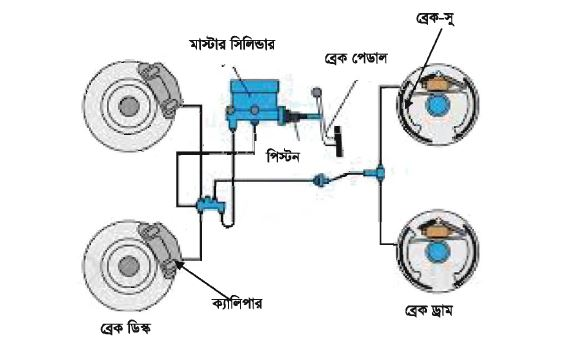 ব্রেক-সু
মাস্টার সিলিন্ডার
ব্রেক পেডাল
পিস্টন
ক্যালিপার
ব্রেক ডিস্ক
ব্রেক ড্রাম